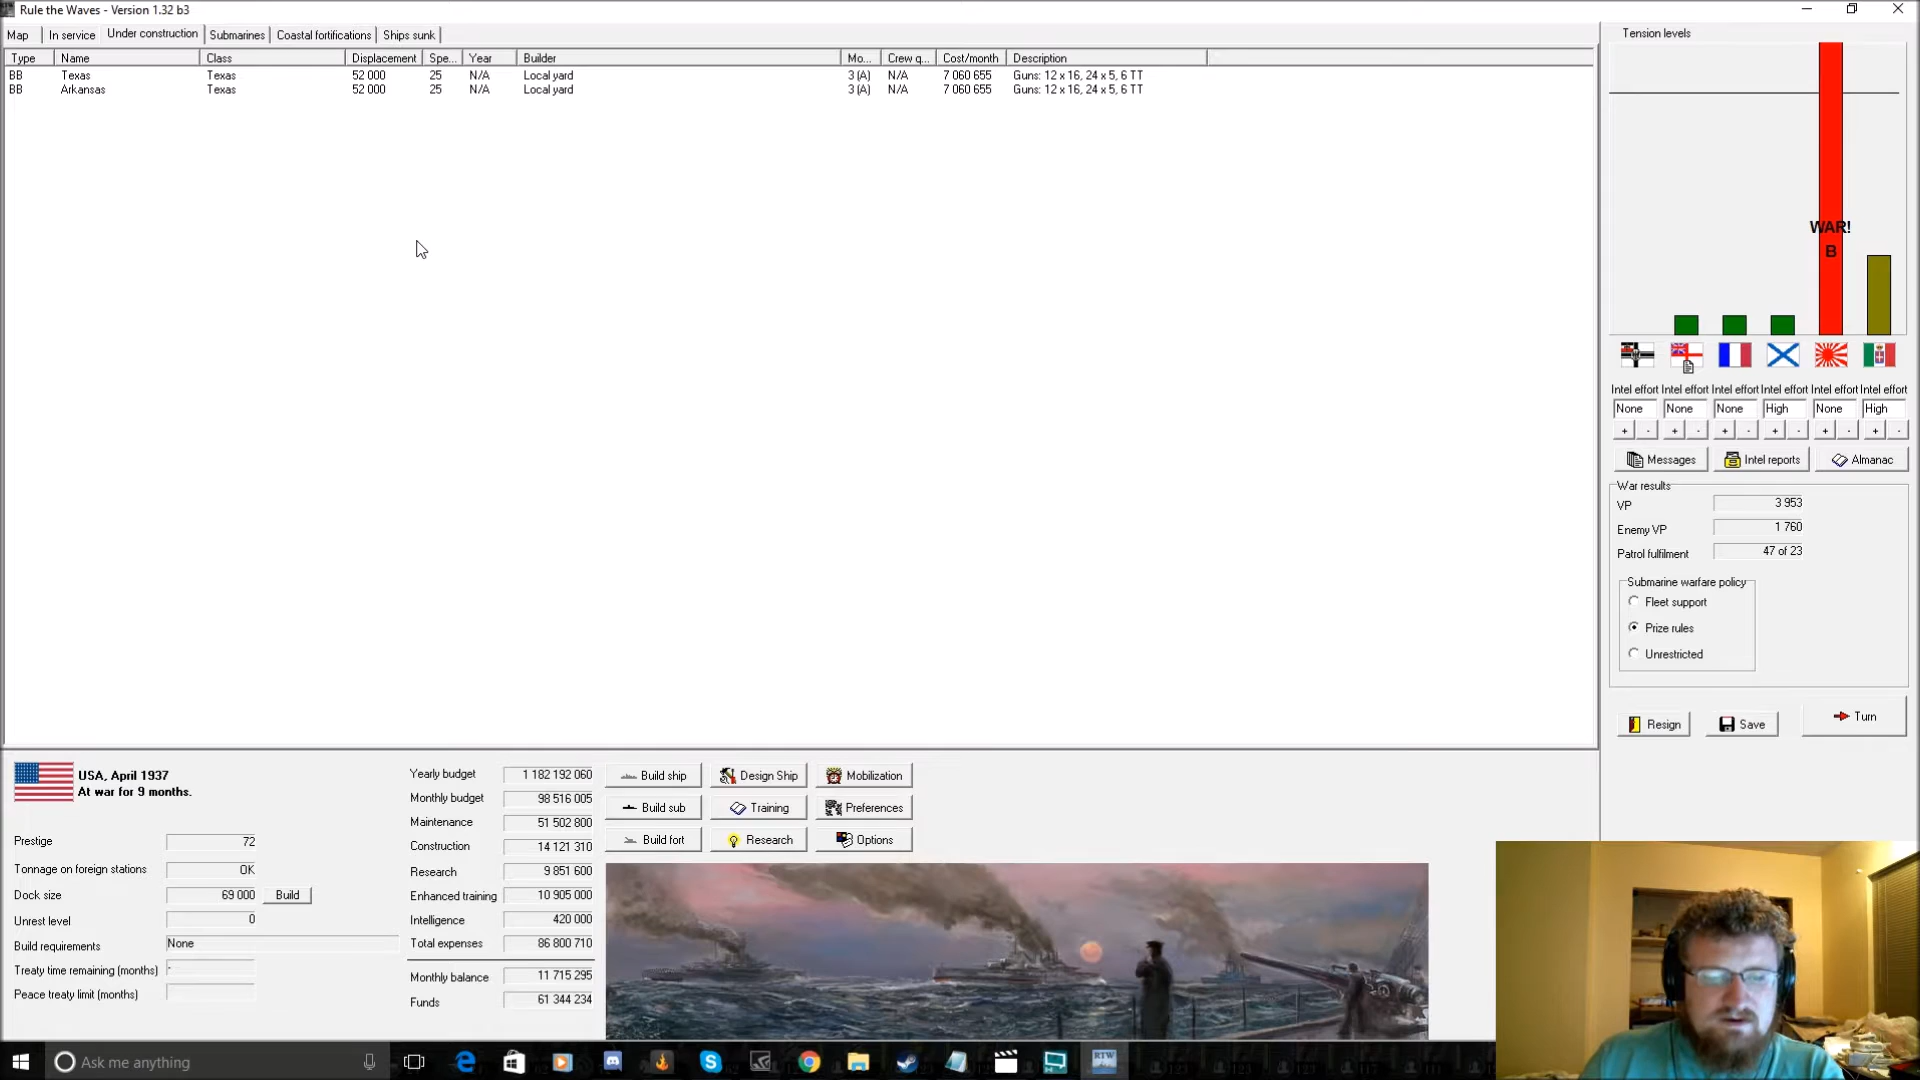 Rule the Waves - Version 1.32 b3
Map In service Under construction Submarines Coastal fortifications Ships sunk
Type Name Class Displacement Spe... Year Builder Mo... Crew q... Cost/month Description
BB Texas Texas 52 000 25 N/A Local yard 3 (A) N/A 7 060 655 Guns: 12 x 16, 24 x 5, 6 TT
BB Arkansas Texas 52 000 25 N/A Local yard 3 (A) N/A 7 060 655 Guns: 12 x 16, 24 x 5, 6 TT
Tension levels
WAR!
B
Intel effort Intel effort Intel effort Intel effort Intel effort Intel effort
None None None High None High
+ - + - + - + - + - + -
Messages Intel reports Almanac
War results
VP 3 953
Enemy VP 1 760
Patrol fulfilment 47 of 23
Submarine warfare policy
Fleet support
Prize rules
Unrestricted
Resign Save Turn
USA, April 1937
At war for 9 months.
Prestige 72
Tonnage on foreign stations OK
Dock size 69 000 Build
Unrest level 0
Build requirements None
Treaty time remaining (months) -
Peace treaty limit (months)
Yearly budget 1 182 192 060
Monthly budget 98 516 005
Maintenance 51 502 800
Construction 14 121 310
Research 9 851 600
Enhanced training 10 905 000
Intelligence 420 000
Total expenses 86 800 710
Monthly balance 11 715 295
Funds 61 344 234
Build ship Design Ship Mobilization
Build sub Training Preferences
Build fort Research Options
Ask me anything
RTW